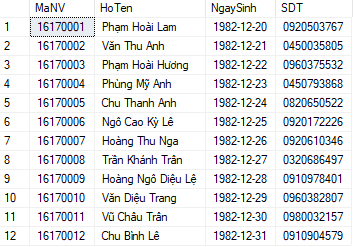 MaNV HoTen NgaySinh SDT
1 16170001 Phạm Hoài Lam 1982-12-20 0920503767
2 16170002 Văn Thu Anh 1982-12-21 0450035805
3 16170003 Phạm Hoài Hương 1982-12-22 0960375532
4 16170004 Phùng Mỹ Anh 1982-12-23 0450793868
5 16170005 Chu Thanh Anh 1982-12-24 0820650522
6 16170006 Ngô Cao Kỳ Lê 1982-12-25 0920172226
7 16170007 Hoàng Thu Nga 1982-12-26 0920610346
8 16170008 Trần Khánh Trân 1982-12-27 0320686497
9 16170009 Hoàng Ngô Diệu Lệ 1982-12-28 0910978401
10 16170010 Văn Diệu Trang 1982-12-29 0960382807
11 16170011 Vũ Châu Trân 1982-12-30 0980032157
12 16170012 Chu Bình Lê 1982-12-31 0910904579